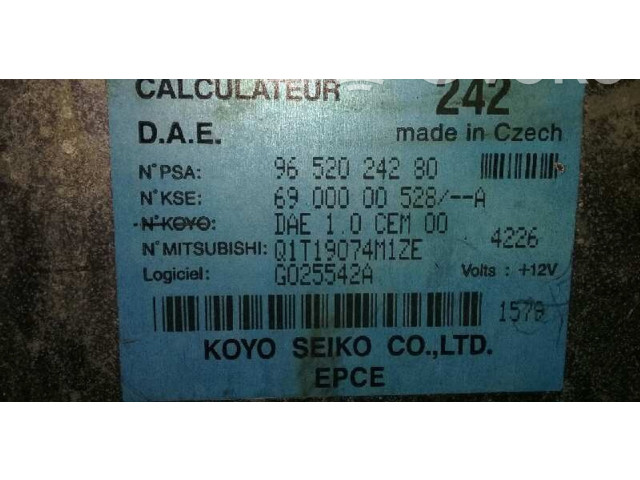 CALCULATEUR 242
D.A.E. made in Czech
N°PSA: 96 520 242 80
N°KSE: 69 000 00 528/--A
N°KOYO: DAE 1.0 CEM 00
N°MITSUBISHI: Q1T19074M1ZE 4226
Logiciel: G025542A Volts : +12V
1579
KOYO SEIKO CO.,LTD.
EPCE